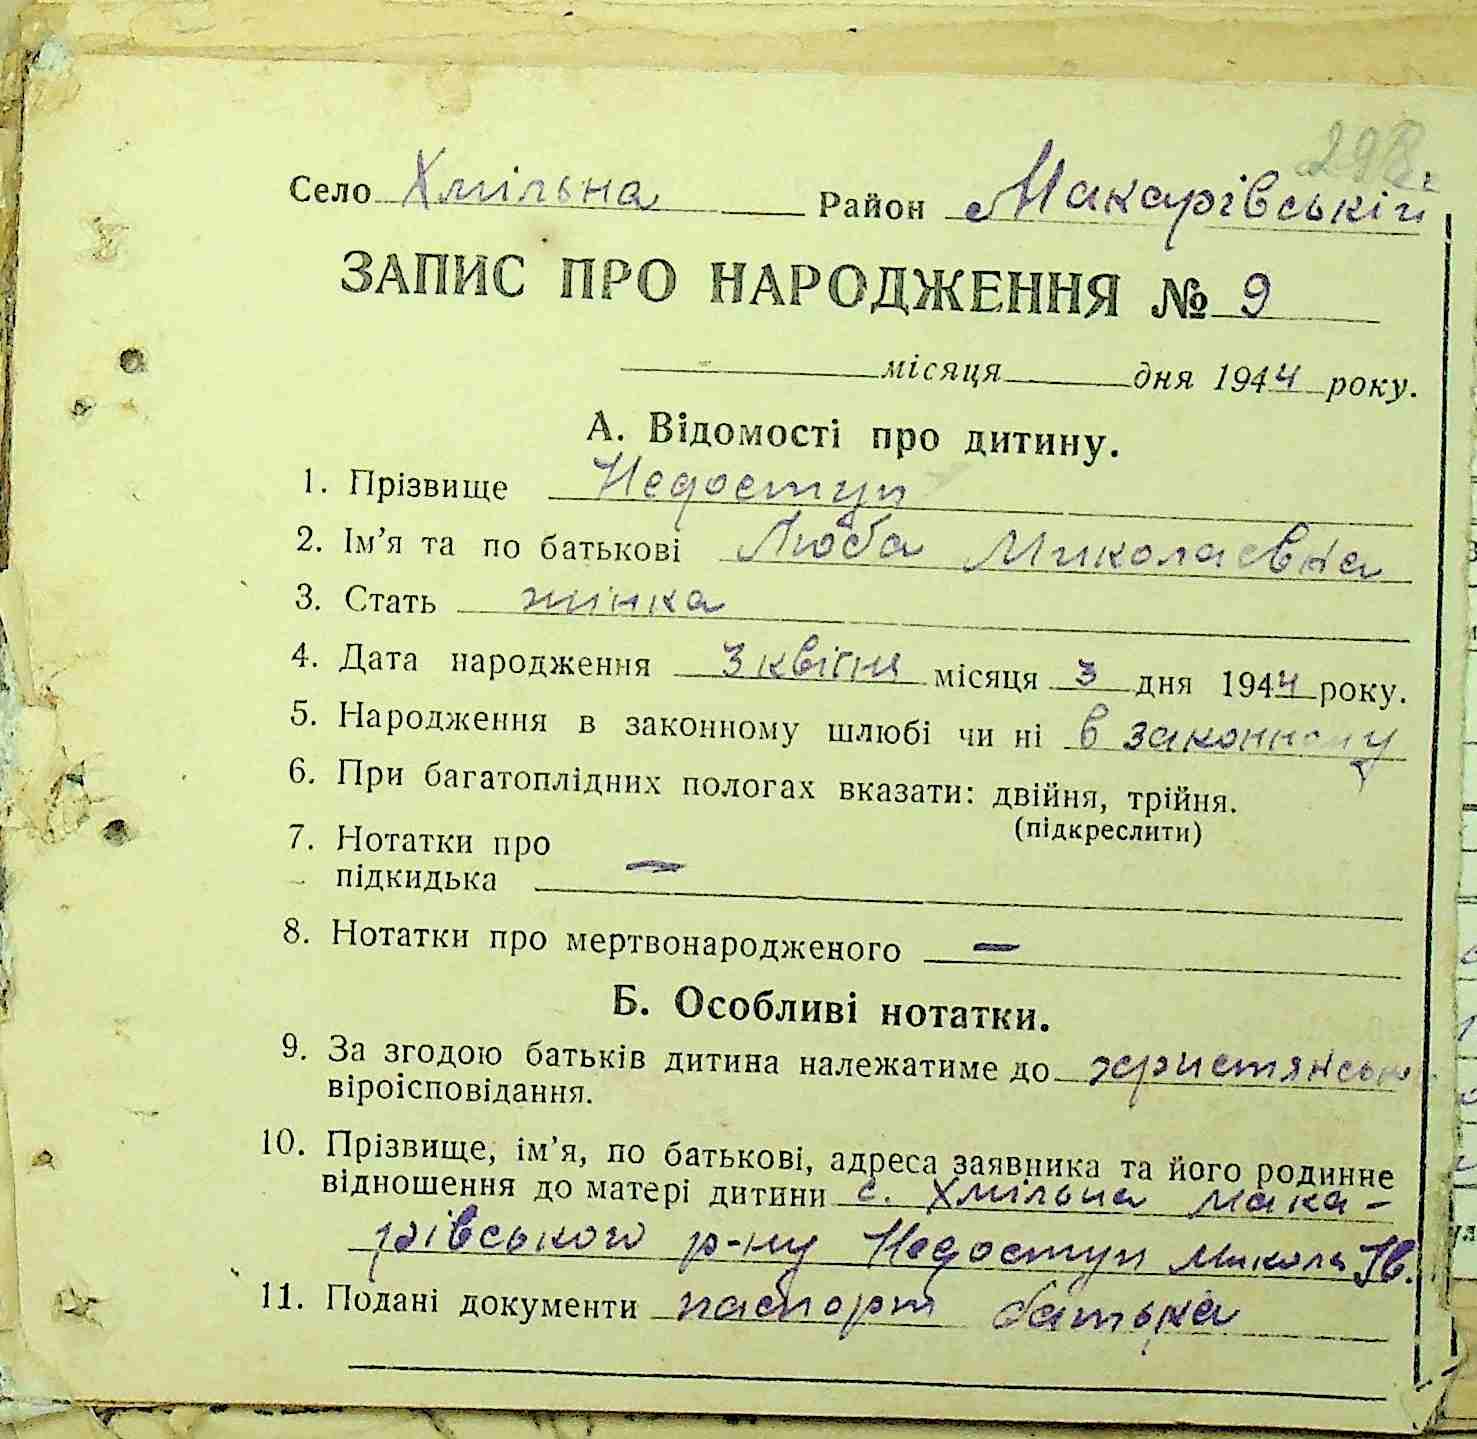 298
Село Хмільна Район Макарівський
ЗАПИС ПРО НАРОДЖЕННЯ № 9
місяця дня 1944 року.
А. Відомості про дитину.
1. Прізвище Недоступ
2. Ім'я та по батькові Люба Миколаєвна
3. Стать жінка
4. Дата народження 3 квітня місяця 3 дня 1944 року.
5. Народження в законному шлюбі чи ні в законному
6. При багатоплідних пологах вказати: двійня, трійня.
(підкреслити)
7. Нотатки про
підкидька —
8. Нотатки про мертвонародженого —
Б. Особливі нотатки.
9. За згодою батьків дитина належатиме до
віроісповідання.
10. Прізвище, ім'я, по батькові, адреса заявника та його родинне
відношення до матері дитини с. Хмільна Мака-
рівського р-ну Недоступ Микола Ів.
11. Подані документи паспорт батька